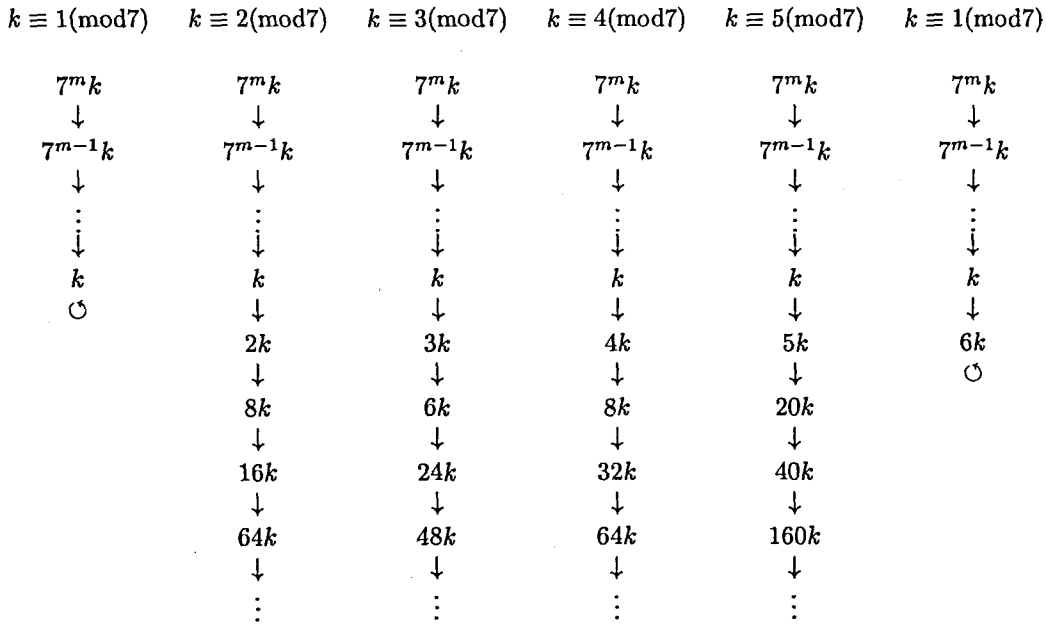 k ≡ 1(mod7) k ≡ 2(mod7) k ≡ 3(mod7) k ≡ 4(mod7) k ≡ 5(mod7) k ≡ 1(mod7)
7^m k 7^m k 7^m k 7^m k 7^m k 7^m k
↓ ↓ ↓ ↓ ↓ ↓
7^{m-1} k 7^{m-1} k 7^{m-1} k 7^{m-1} k 7^{m-1} k 7^{m-1} k
↓ ↓ ↓ ↓ ↓ ↓
⋮ ⋮ ⋮ ⋮ ⋮ ⋮
↓ ↓ ↓ ↓ ↓ ↓
k k k k k k
↺ ↓ ↓ ↓ ↓ ↓
2k 3k 4k 5k 6k
↓ ↓ ↓ ↓ ↺
8k 6k 8k 20k
↓ ↓ ↓ ↓
16k 24k 32k 40k
↓ ↓ ↓ ↓
64k 48k 64k 160k
↓ ↓ ↓ ↓
⋮ ⋮ ⋮ ⋮